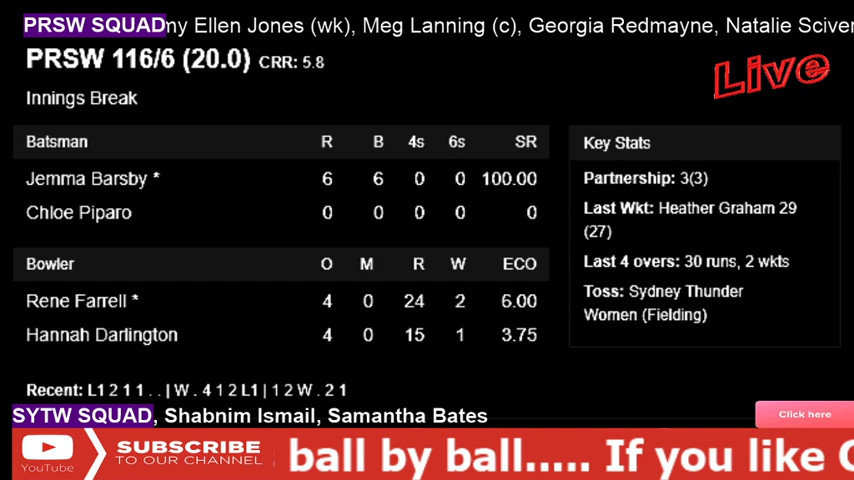 PRSW SQUAD my Ellen Jones (wk), Meg Lanning (c), Georgia Redmayne, Natalie Sciver
PRSW 116/6 (20.0) CRR: 5.8
Live
Innings Break
Batsman R B 4s 6s SR
Jemma Barsby * 6 6 0 0 100.00
Chloe Piparo 0 0 0 0 0
Bowler O M R W ECO
Rene Farrell * 4 0 24 2 6.00
Hannah Darlington 4 0 15 1 3.75
Key Stats
Partnership: 3(3)
Last Wkt: Heather Graham 29
(27)
Last 4 overs: 30 runs, 2 wkts
Toss: Sydney Thunder
Women (Fielding)
Recent: L1 2 1 1 . . | W . 4 1 2 L1 | 1 2 W . 2 1
SYTW SQUAD, Shabnim Ismail, Samantha Bates
Click here
YouTube
SUBSCRIBE
TO OUR CHANNEL
ball by ball..... If you like